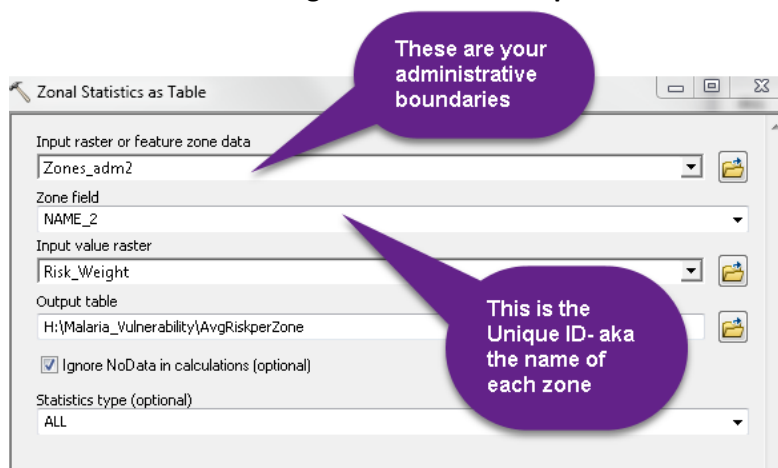 These are your
administrative
boundaries
Zonal Statistics as Table
Input raster or feature zone data
Zones_adm2
Zone field
NAME_2
Input value raster
Risk_Weight
Output table
H:\Malaria_Vulnerability\AvgRiskperZone
This is the
Unique ID- aka
the name of
each zone
Ignore NoData in calculations (optional)
Statistics type (optional)
ALL